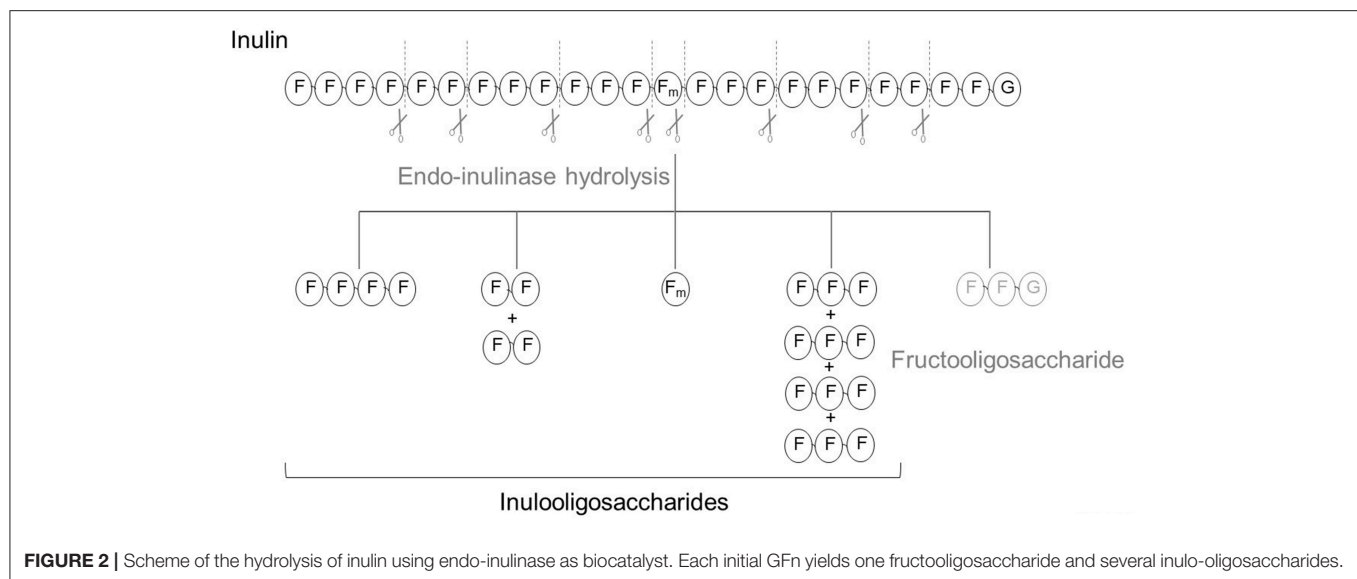 Inulin
F F F F F F F F F F F F Fm F F F F F F F F F F G
Endo-inulinase hydrolysis
F F F F F F Fm F F F F F G
+ +
F F F F F
Fructooligosaccharide
+
F F F
+
F F F
Inulooligosaccharides
FIGURE 2 | Scheme of the hydrolysis of inulin using endo-inulinase as biocatalyst. Each initial GFn yields one fructooligosaccharide and several inulo-oligosaccharides.